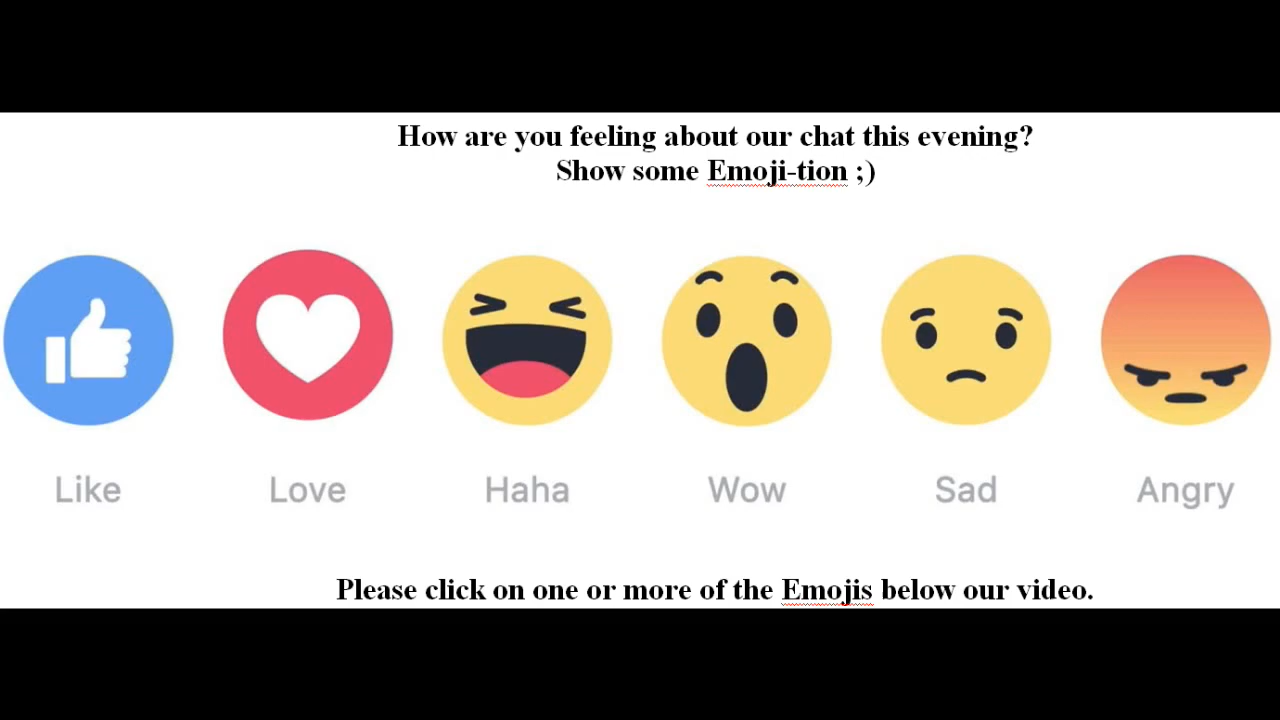 How are you feeling about our chat this evening?
Show some Emoji-tion ;)
Like Love Haha Wow Sad Angry
Please click on one or more of the Emojis below our video.